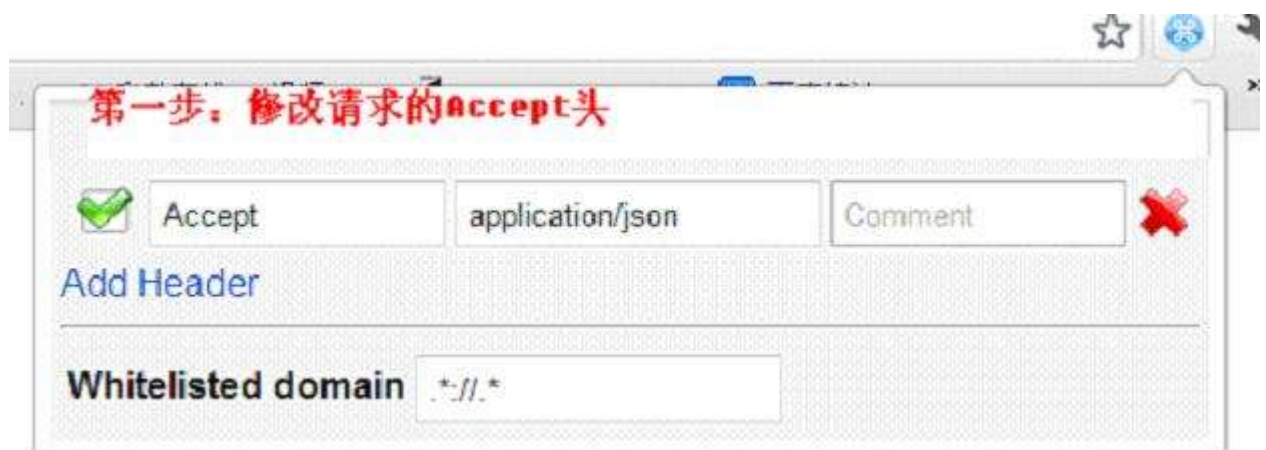 第一步：修改请求的Accept头
Accept application/json Comment
Add Header
Whitelisted domain .*://.*